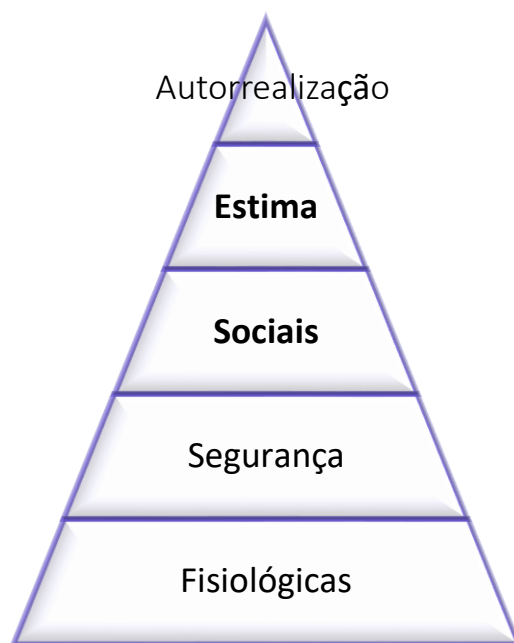 Autorrealização
Estima
Sociais
Segurança
Fisiológicas